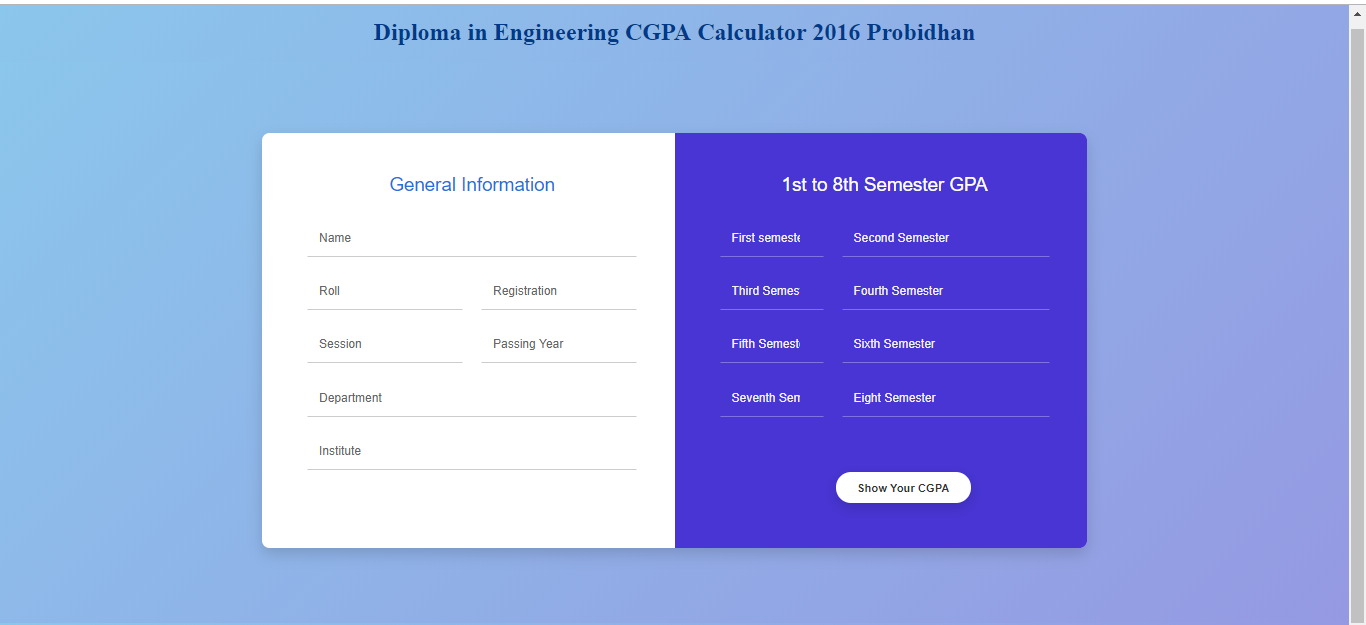 Diploma in Engineering CGPA Calculator 2016 Probidhan
General Information
Name
Roll Registration
Session Passing Year
Department
Institute
1st to 8th Semester GPA
First semeste Second Semester
Third Semes Fourth Semester
Fifth Semest Sixth Semester
Seventh Sem Eight Semester
Show Your CGPA